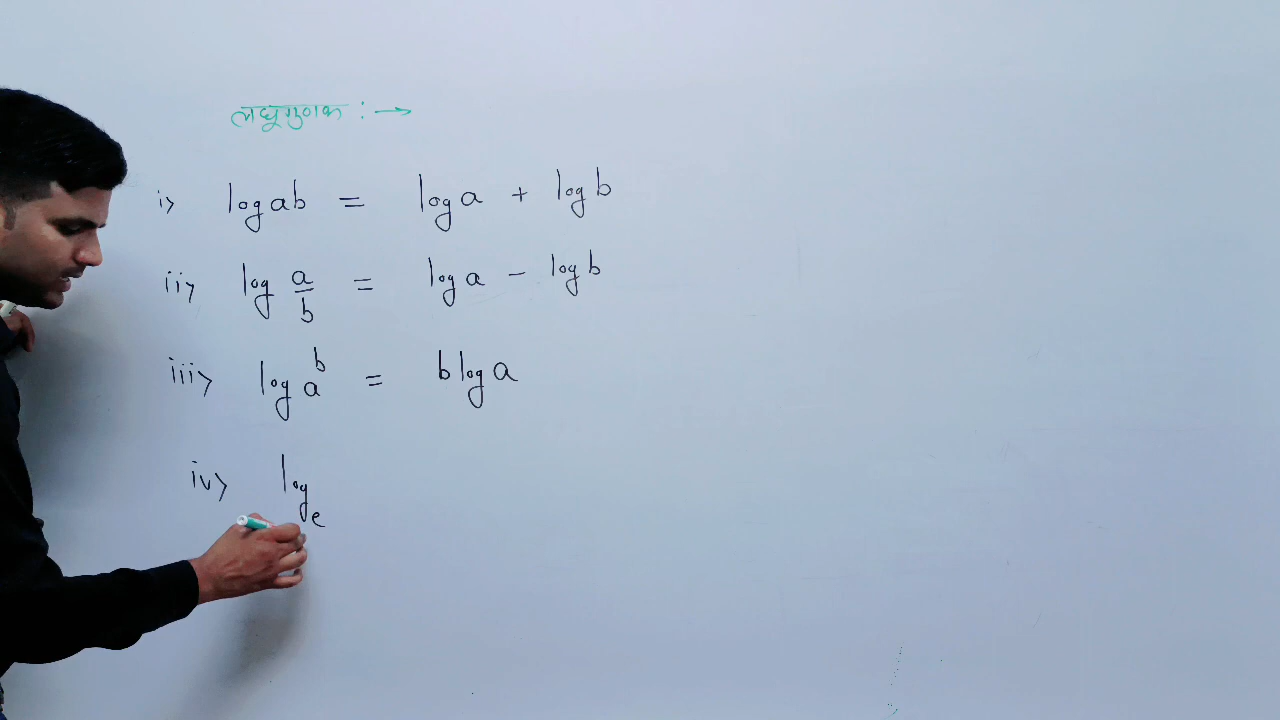 लघुगुणक :→
i> log ab = log a + log b
ii> log a/b = log a - log b
iii> log a^b = b log a
iv> log_e